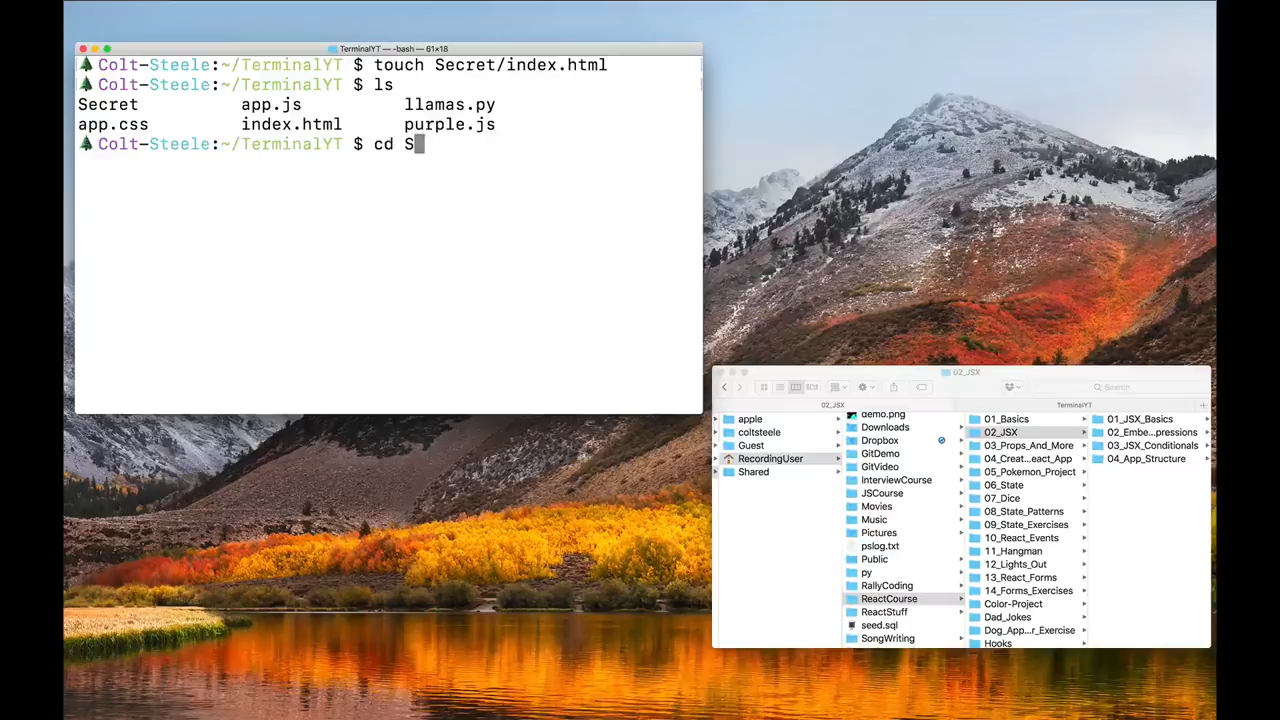 TerminalYT — -bash — 61×18
Colt-Steele:~/TerminalYT $ touch Secret/index.html
Colt-Steele:~/TerminalYT $ ls
Secret app.js llamas.py
app.css index.html purple.js
Colt-Steele:~/TerminalYT $ cd S
02_JSX
Search
02_JSX TerminalYT
apple
coltsteele
Guest
RecordingUser
Shared
demo.png
Downloads
Dropbox
GitDemo
GitVideo
InterviewCourse
JSCourse
Movies
Music
Pictures
pslog.txt
Public
py
RallyCoding
ReactCourse
ReactStuff
seed.sql
SongWriting
01_Basics
02_JSX
03_Props_And_More
04_Creat...eact_App
05_Pokemon_Project
06_State
07_Dice
08_State_Patterns
09_State_Exercises
10_React_Events
11_Hangman
12_Lights_Out
13_React_Forms
14_Forms_Exercises
Color-Project
Dad_Jokes
Dog_App...r_Exercise
Hooks
01_JSX_Basics
02_Embe...pressions
03_JSX_Conditionals
04_App_Structure